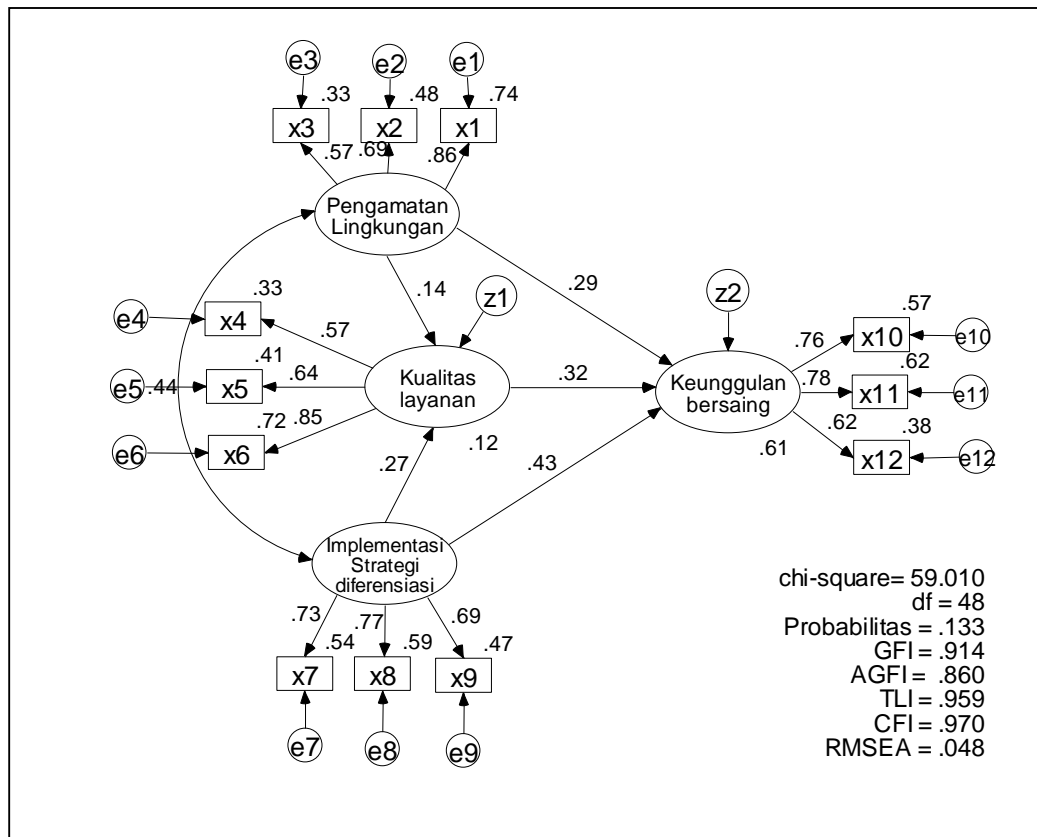 e3
e2
e1
.33
.48
.74
x3
x2
x1
.57
.69
.86
Pengamatan
Lingkungan
.14
.29
z1
z2
e4
.33
x4
.57
e5
.44
.41
x5
.64
e6
.72
x6
.85
Kualitas
layanan
.12
.32
.27
.43
Keunggulan
bersaing
.61
.76
.57
x10
e10
.78
.62
x11
e11
.62
.38
x12
e12
Implementasi
Strategi
diferensiasi
.73
.77
.69
.54
.59
.47
x7
x8
x9
e7
e8
e9
chi-square= 59.010
df = 48
Probabilitas = .133
GFI = .914
AGFI = .860
TLI = .959
CFI = .970
RMSEA = .048